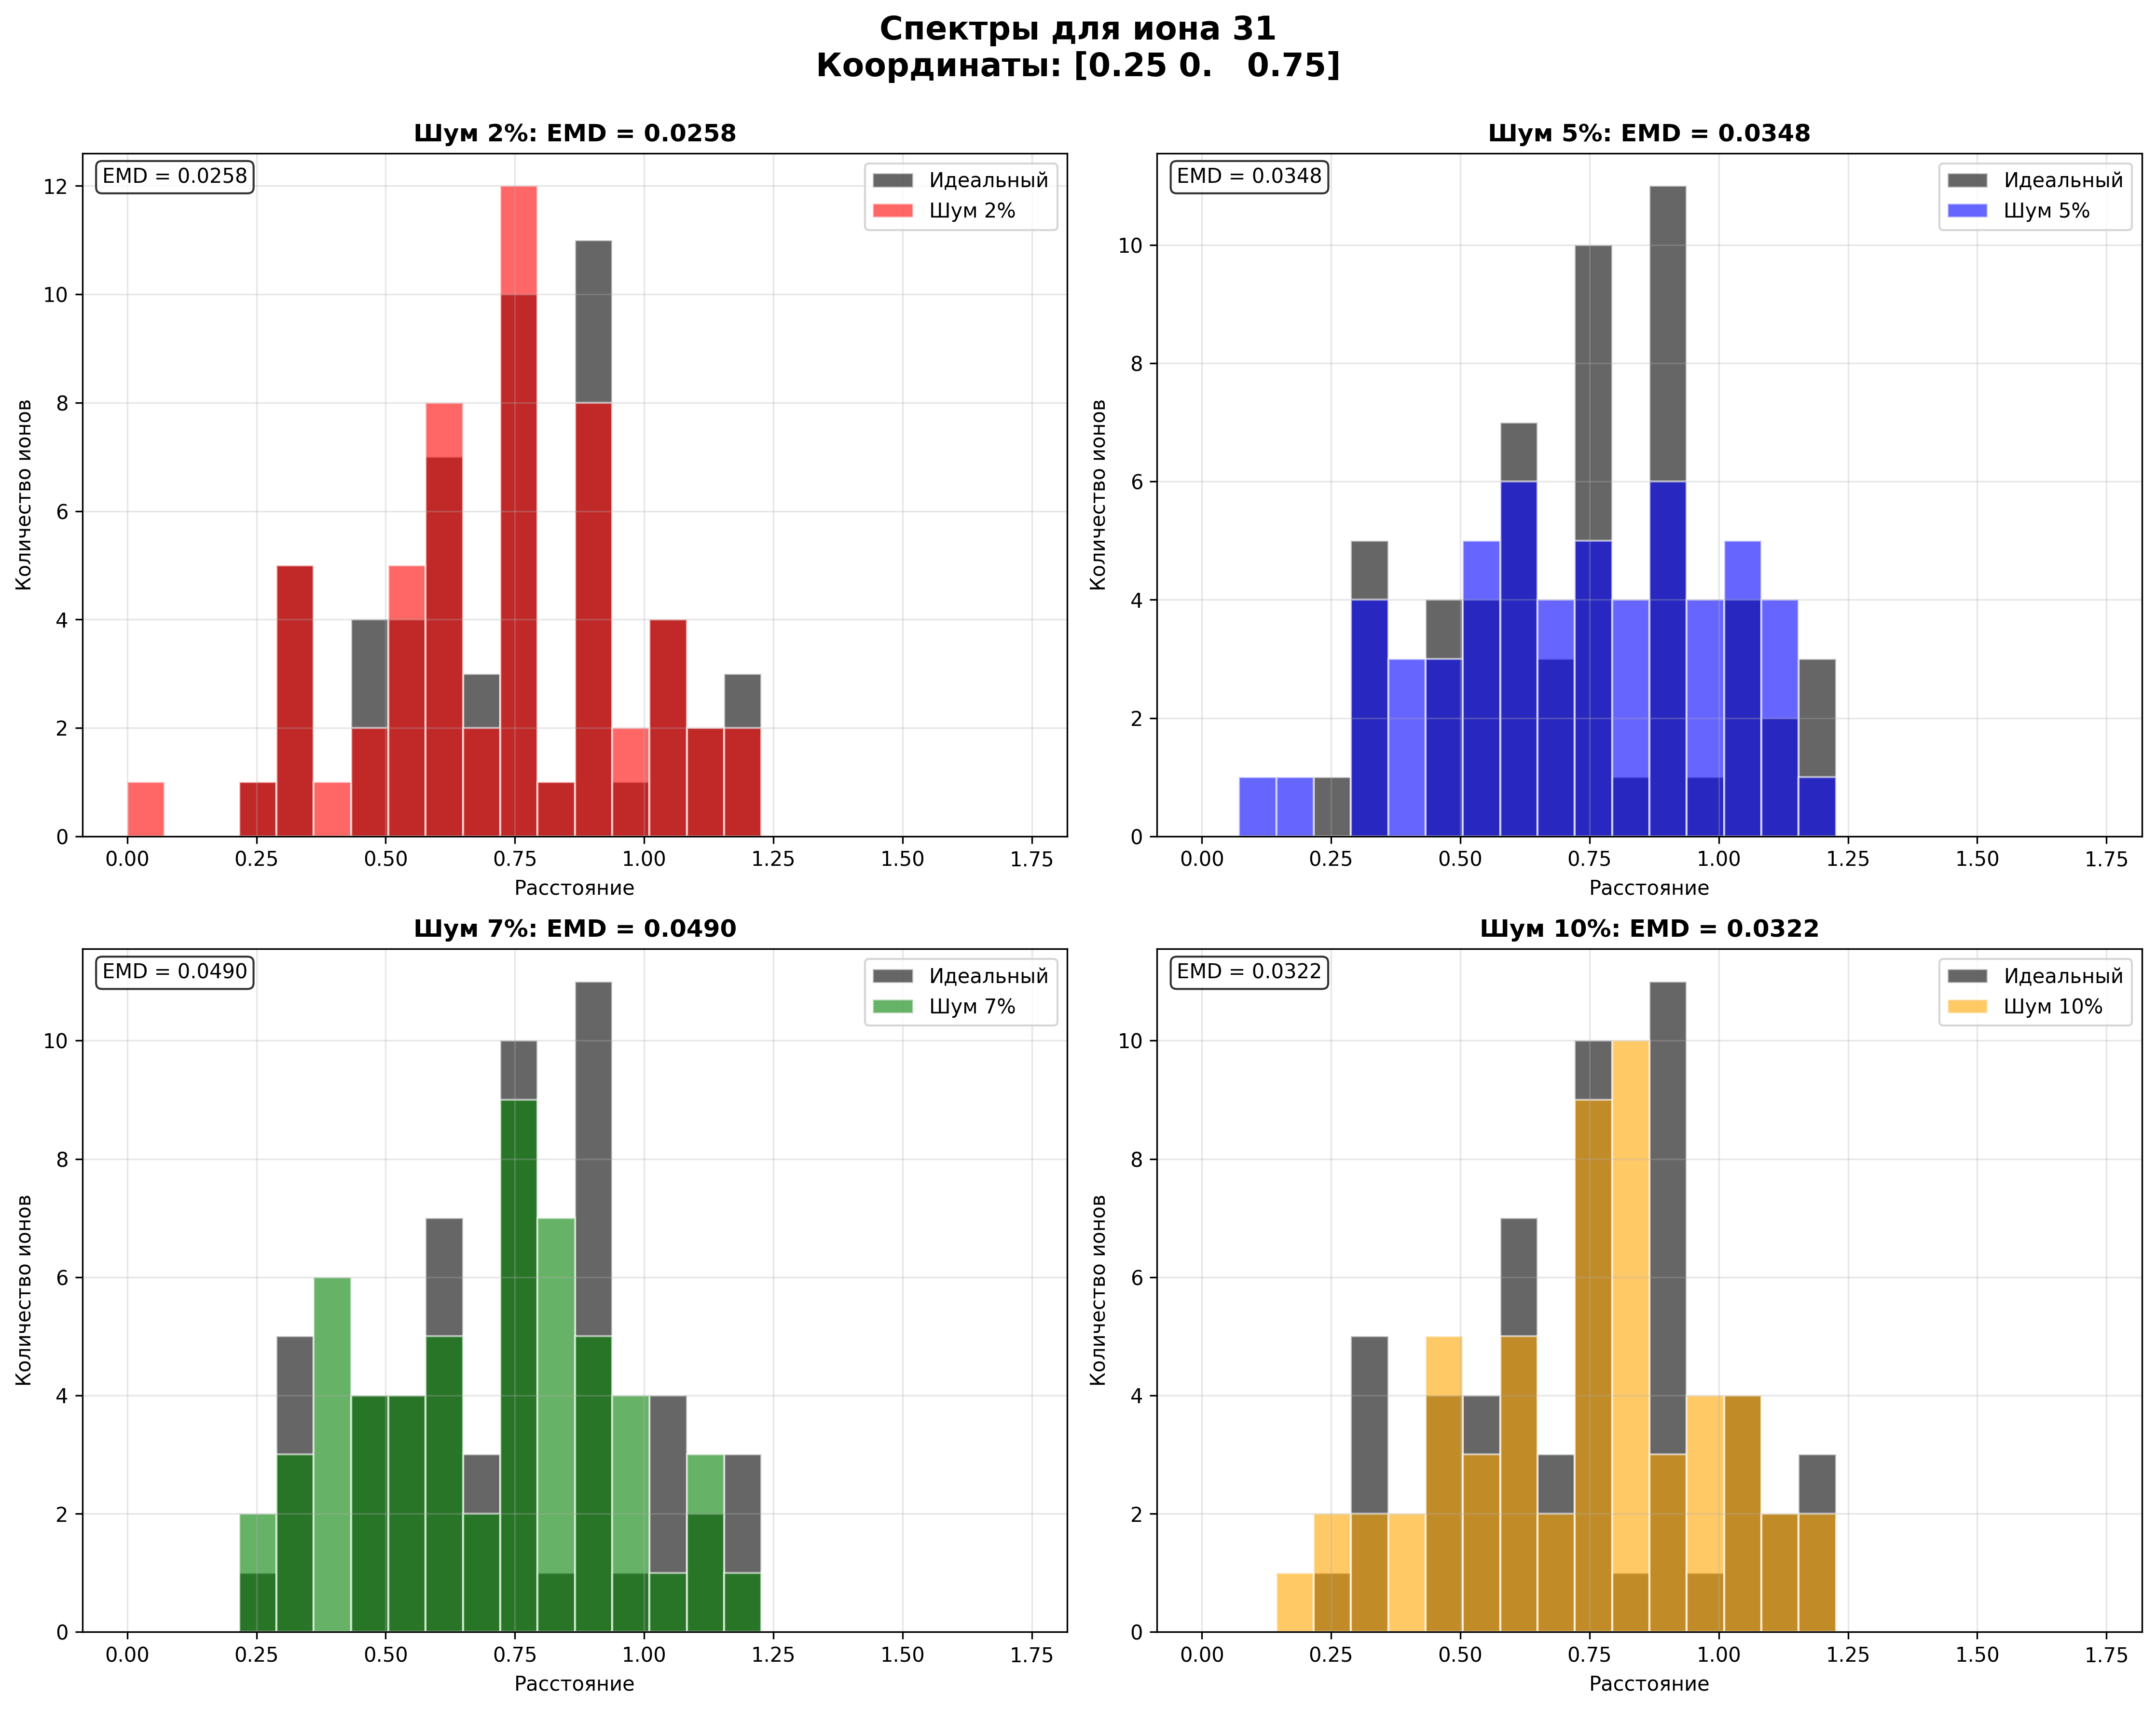 Спектры для иона 31
Координаты: [0.25 0.   0.75]
Шум 2%: EMD = 0.0258
EMD = 0.0258
Идеальный
Шум 2%
Количество ионов
12
10
8
6
4
2
0
0.00 0.25 0.50 0.75 1.00 1.25 1.50 1.75
Расстояние
Шум 5%: EMD = 0.0348
EMD = 0.0348
Идеальный
Шум 5%
Количество ионов
10
8
6
4
2
0
0.00 0.25 0.50 0.75 1.00 1.25 1.50 1.75
Расстояние
Шум 7%: EMD = 0.0490
EMD = 0.0490
Идеальный
Шум 7%
Количество ионов
10
8
6
4
2
0
0.00 0.25 0.50 0.75 1.00 1.25 1.50 1.75
Расстояние
Шум 10%: EMD = 0.0322
EMD = 0.0322
Идеальный
Шум 10%
Количество ионов
10
8
6
4
2
0
0.00 0.25 0.50 0.75 1.00 1.25 1.50 1.75
Расстояние